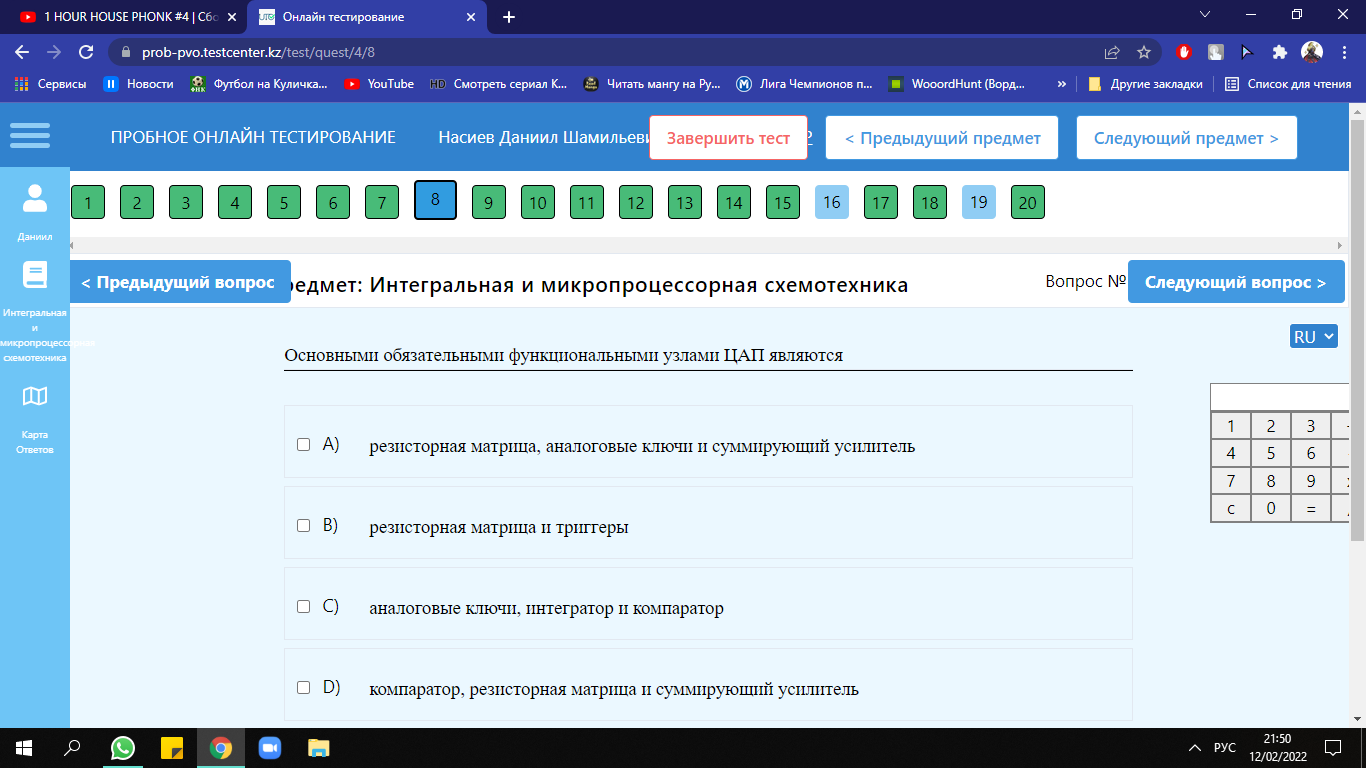 1 HOUR HOUSE PHONK #4 | Сбо
Онлайн тестирование
prob-pvo.testcenter.kz/test/quest/4/8
Сервисы
Новости
Футбол на Куличка...
YouTube
HD Смотреть сериал К...
Читать мангу на Ру...
Лига Чемпионов п...
WooordHunt (Ворд...
»
Другие закладки
Список для чтения
ПРОБНОЕ ОНЛАЙН ТЕСТИРОВАНИЕ
Насиев Даниил Шамильеви
Завершить тест
< Предыдущий предмет
Следующий предмет >
1 2 3 4 5 6 7 8 9 10 11 12 13 14 15 16 17 18 19 20
Даниил
Интегральная
и
микропроцессорная
схемотехника
Карта
Ответов
< Предыдущий вопрос
редмет: Интегральная и микропроцессорная схемотехника
Вопрос №
Следующий вопрос >
RU
Основными обязательными функциональными узлами ЦАП являются
A) резисторная матрица, аналоговые ключи и суммирующий усилитель
B) резисторная матрица и триггеры
C) аналоговые ключи, интегратор и компаратор
D) компаратор, резисторная матрица и суммирующий усилитель
1 2 3
4 5 6
7 8 9
c 0 =
РУС
21:50
12/02/2022